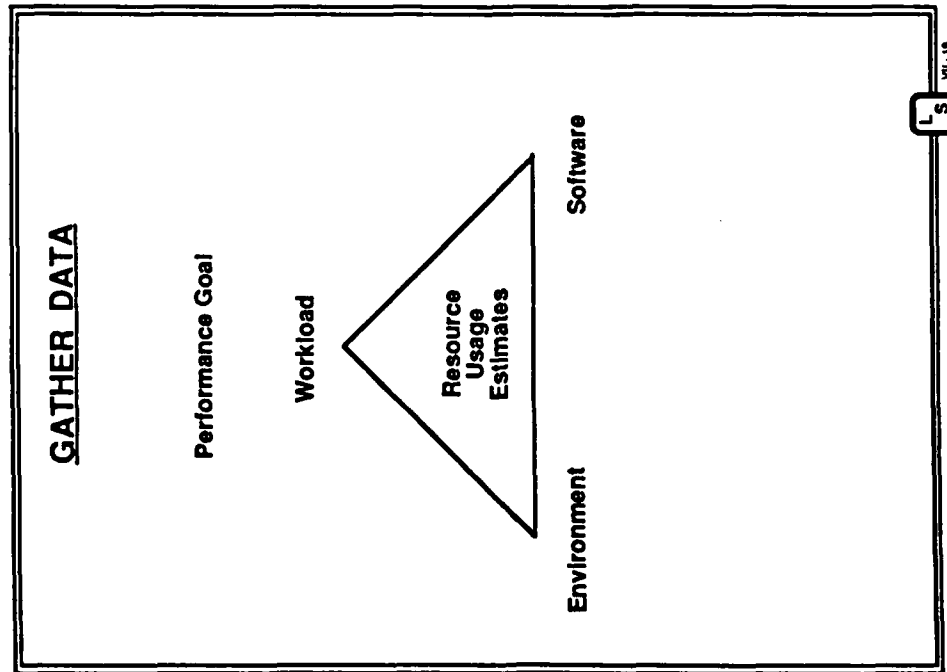 GATHER DATA
Performance Goal
Workload
Resource
Usage
Estimates
Environment
Software
L
S